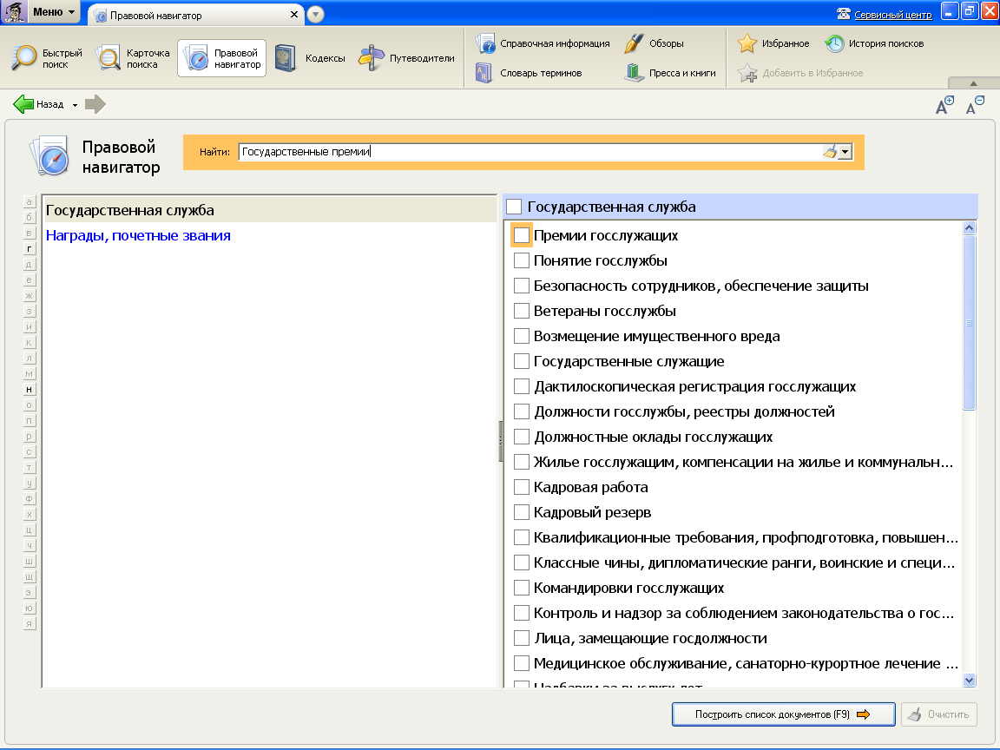 Меню
Правовой навигатор
Сервисный центр
Быстрый
поиск
Карточка
поиска
Правовой
навигатор
Кодексы
Путеводители
Справочная информация
Словарь терминов
Обзоры
Пресса и книги
Избранное
История поисков
Добавить в Избранное
Назад
A
A
Правовой
навигатор
Найти:
Государственные премии
а
б
в
г
д
е
ж
з
и
к
л
м
н
о
п
р
с
т
у
ф
х
ц
ч
ш
щ
э
ю
я
Государственная служба
Награды, почетные звания
Государственная служба
Премии госслужащих
Понятие госслужбы
Безопасность сотрудников, обеспечение защиты
Ветераны госслужбы
Возмещение имущественного вреда
Государственные служащие
Дактилоскопическая регистрация госслужащих
Должности госслужбы, реестры должностей
Должностные оклады госслужащих
Жилье госслужащим, компенсации на жилье и коммунальн...
Кадровая работа
Кадровый резерв
Квалификационные требования, профподготовка, повышен...
Классные чины, дипломатические ранги, воинские и специ...
Командировки госслужащих
Контроль и надзор за соблюдением законодательства о гос...
Лица, замещающие госдолжности
Медицинское обслуживание, санаторно-курортное лечение ...
Надбавки за выслугу лет
Построить список документов (F9)
Очистить